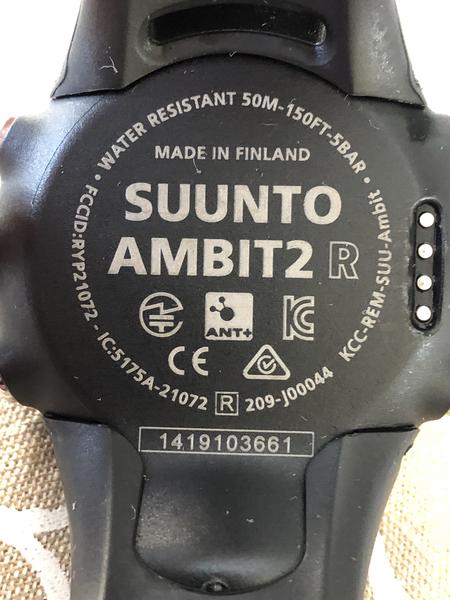 • WATER RESISTANT 50M-150FT-5BAR •
MADE IN FINLAND
SUUNTO
AMBIT2 R
ANT+
CE
KCC-REM-SUU-Ambit
FCCID:RYP21072 - IC:5175A-21072 R 209-J00044
1419103661